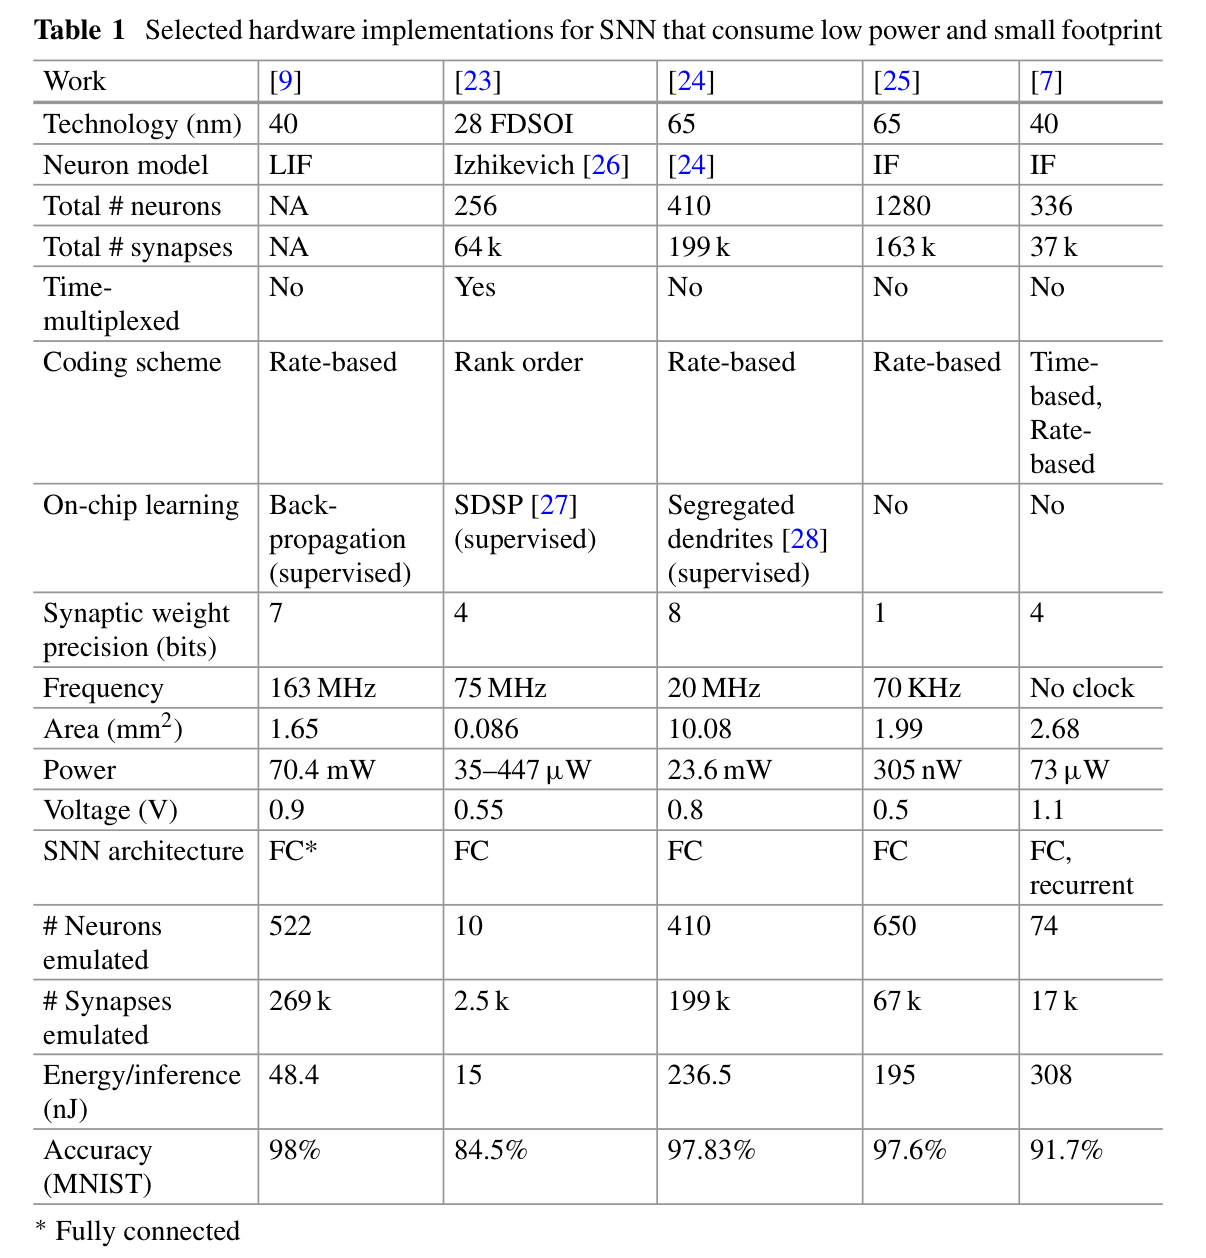 Table 1 Selected hardware implementations for SNN that consume low power and small footprint
Work [9] [23] [24] [25] [7]
Technology (nm) 40 28 FDSOI 65 65 40
Neuron model LIF Izhikevich [26] [24] IF IF
Total # neurons NA 256 410 1280 336
Total # synapses NA 64 k 199 k 163 k 37 k
Time- No Yes No No No
multiplexed
Coding scheme Rate-based Rank order Rate-based Rate-based Time-
based,
Rate-
based
On-chip learning Back- SDSP [27] Segregated No No
propagation (supervised) dendrites [28]
(supervised) (supervised)
Synaptic weight 7 4 8 1 4
precision (bits)
Frequency 163 MHz 75 MHz 20 MHz 70 KHz No clock
Area (mm²) 1.65 0.086 10.08 1.99 2.68
Power 70.4 mW 35–447 μW 23.6 mW 305 nW 73 μW
Voltage (V) 0.9 0.55 0.8 0.5 1.1
SNN architecture FC* FC FC FC FC,
recurrent
# Neurons 522 10 410 650 74
emulated
# Synapses 269 k 2.5 k 199 k 67 k 17 k
emulated
Energy/inference 48.4 15 236.5 195 308
(nJ)
Accuracy 98% 84.5% 97.83% 97.6% 91.7%
(MNIST)
* Fully connected